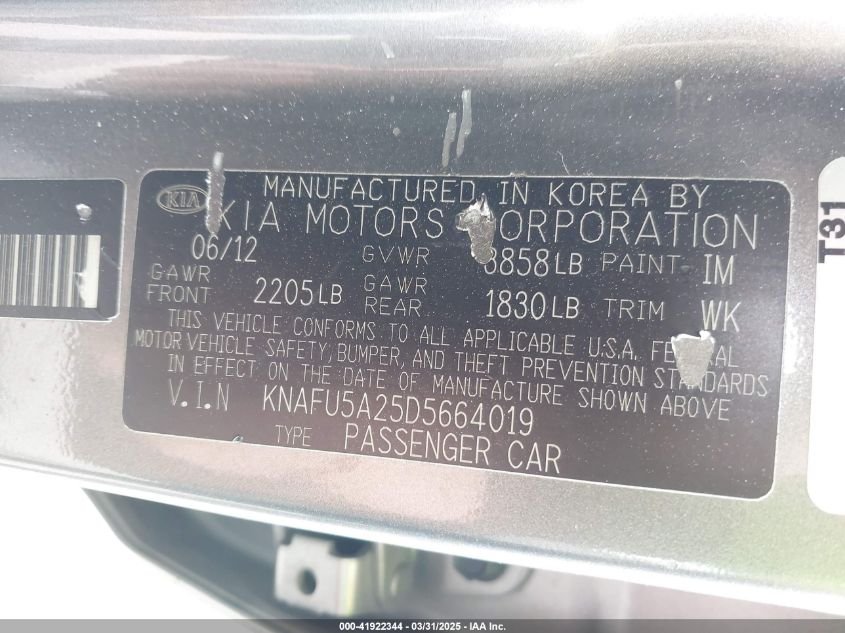 KIA
MANUFACTURED IN KOREA BY
KIA MOTORS CORPORATION
06/12 GVWR 3858LB PAINT IM
GAWR FRONT 2205LB GAWR REAR 1830LB TRIM WK
THIS VEHICLE CONFORMS TO ALL APPLICABLE U.S.A. FEDERAL
MOTOR VEHICLE SAFETY, BUMPER, AND THEFT PREVENTION STANDARDS
IN EFFECT ON THE DATE OF MANUFACTURE SHOWN ABOVE
V.I.N KNAFU5A25D5664019
TYPE PASSENGER CAR
T31
000-41922344 - 03/31/2025 - IAA Inc.